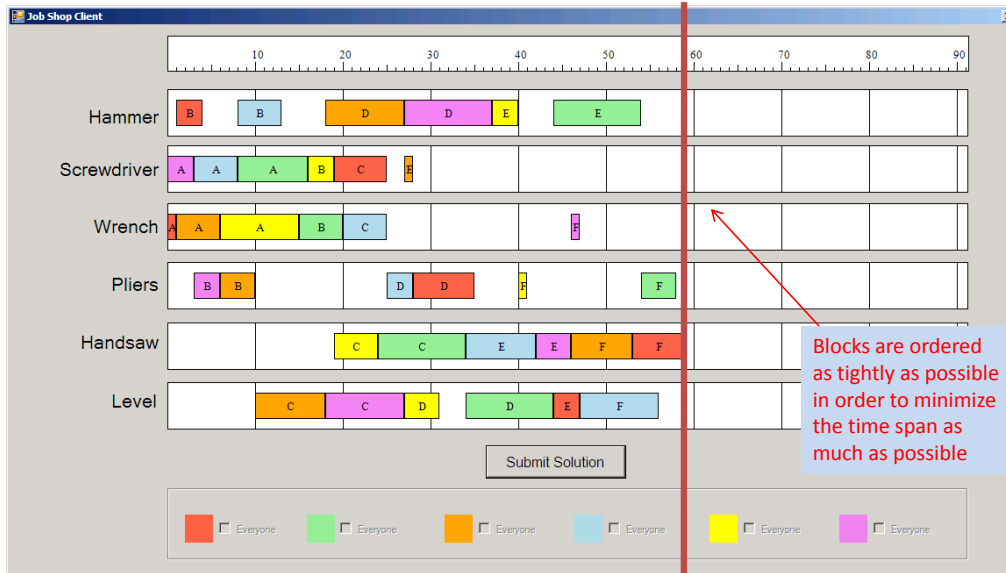 Job Shop Client
10 20 30 40 50 60 70 80 90
Hammer B B D D E E
Screwdriver A A A B C E
Wrench A A A B C F
Pliers B B D D F F
Handsaw C C E E F F
Level C C D D E F
Blocks are ordered
as tightly as possible
in order to minimize
the time span as
much as possible
Submit Solution
Everyone Everyone Everyone Everyone Everyone Everyone